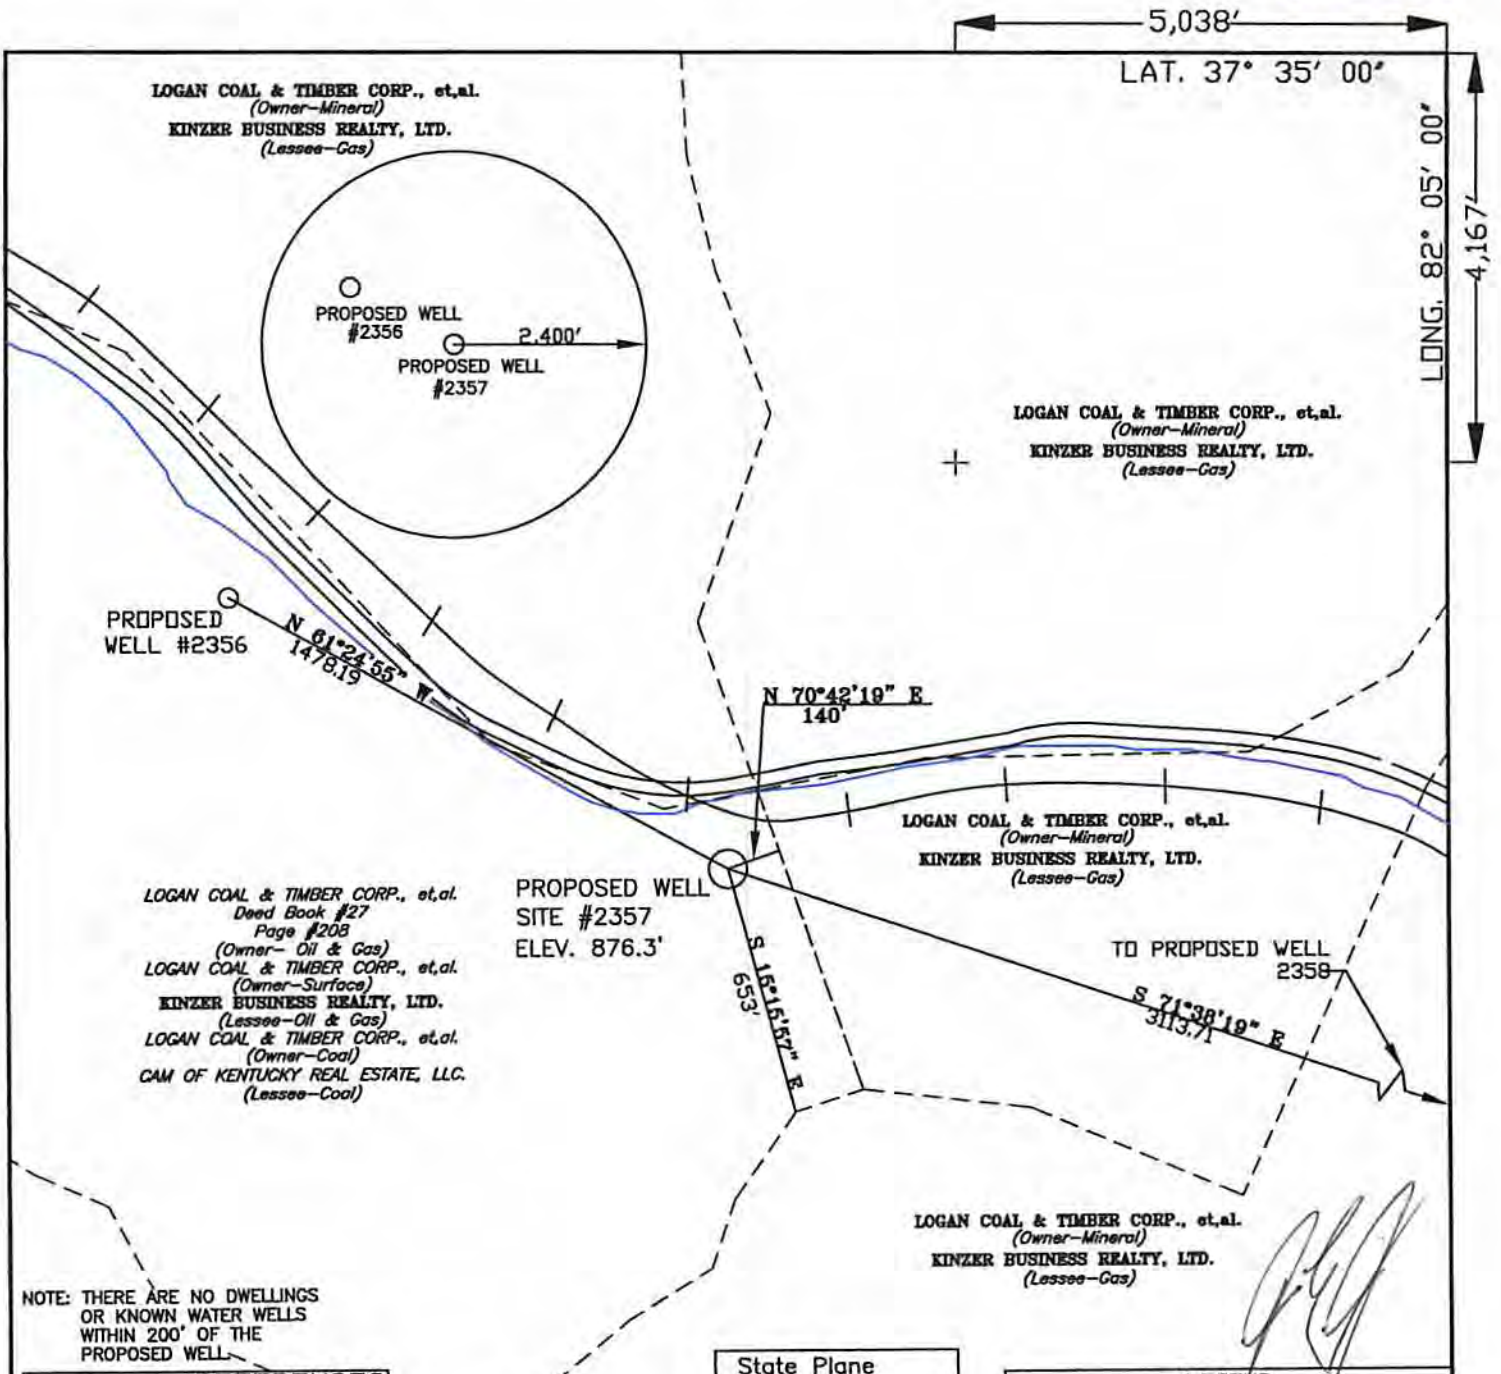 5,038'
LAT. 37° 35' 00"
LONG. 82° 05' 00"
4,167'
LOGAN COAL & TIMBER CORP., et,al.
(Owner-Mineral)
KINZER BUSINESS REALTY, LTD.
(Lessee-Gas)
PROPOSED WELL
#2356
2,400'
PROPOSED WELL
#2357
LOGAN COAL & TIMBER CORP., et,al.
(Owner-Mineral)
KINZER BUSINESS REALTY, LTD.
(Lessee-Gas)
PROPOSED
WELL #2356
N 61°24'55" W
1478.19
N 70°42'19" E
140'
LOGAN COAL & TIMBER CORP., et,al.
(Owner-Mineral)
KINZER BUSINESS REALTY, LTD.
(Lessee-Gas)
LOGAN COAL & TIMBER CORP., et,al.
Deed Book #27
Page #208
(Owner- Oil & Gas)
LOGAN COAL & TIMBER CORP., et,al.
(Owner-Surface)
KINZER BUSINESS REALTY, LTD.
(Lessee-Oil & Gas)
LOGAN COAL & TIMBER CORP., et,al.
(Owner-Coal)
CAM OF KENTUCKY REAL ESTATE, LLC.
(Lessee-Coal)
PROPOSED WELL
SITE #2357
ELEV. 876.3'
S 15°15'57" E
653'
TO PROPOSED WELL
2358
S 71°38'19" E
3113.71
LOGAN COAL & TIMBER CORP., et,al.
(Owner-Mineral)
KINZER BUSINESS REALTY, LTD.
(Lessee-Gas)
NOTE: THERE ARE NO DWELLINGS
OR KNOWN WATER WELLS
WITHIN 200' OF THE
PROPOSED WELL
State Plane